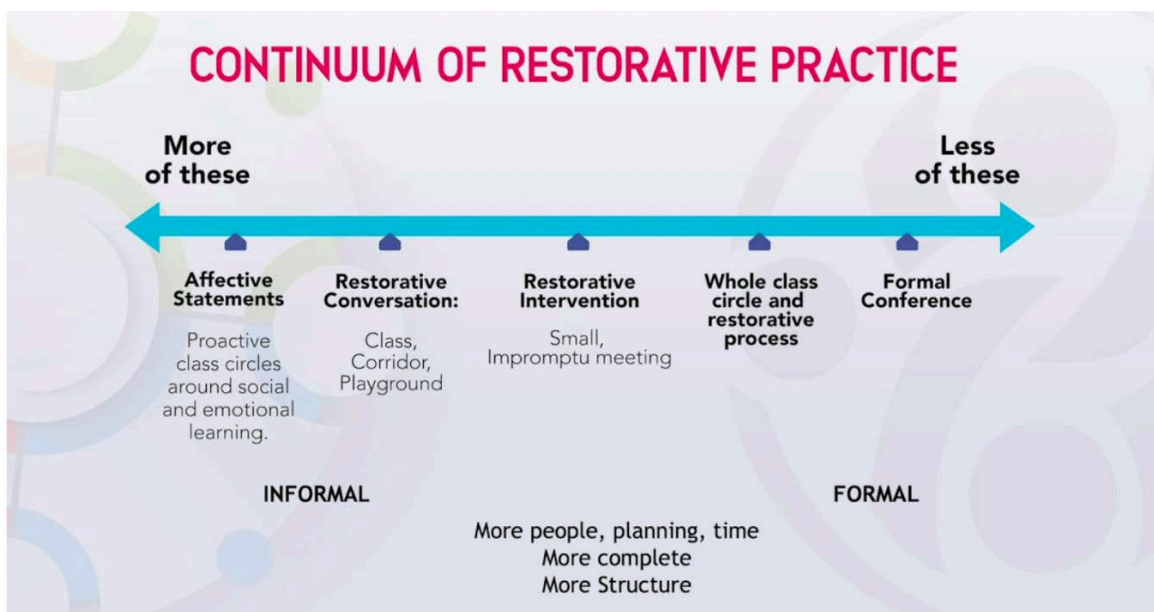 CONTINUUM OF RESTORATIVE PRACTICE
More
of these
Less
of these
Affective
Statements
Proactive
class circles
around social
and emotional
learning.
Restorative
Conversation:
Class,
Corridor,
Playground
Restorative
Intervention
Small,
Impromptu meeting
Whole class
circle and
restorative
process
Formal
Conference
INFORMAL
FORMAL
More people, planning, time
More complete
More Structure